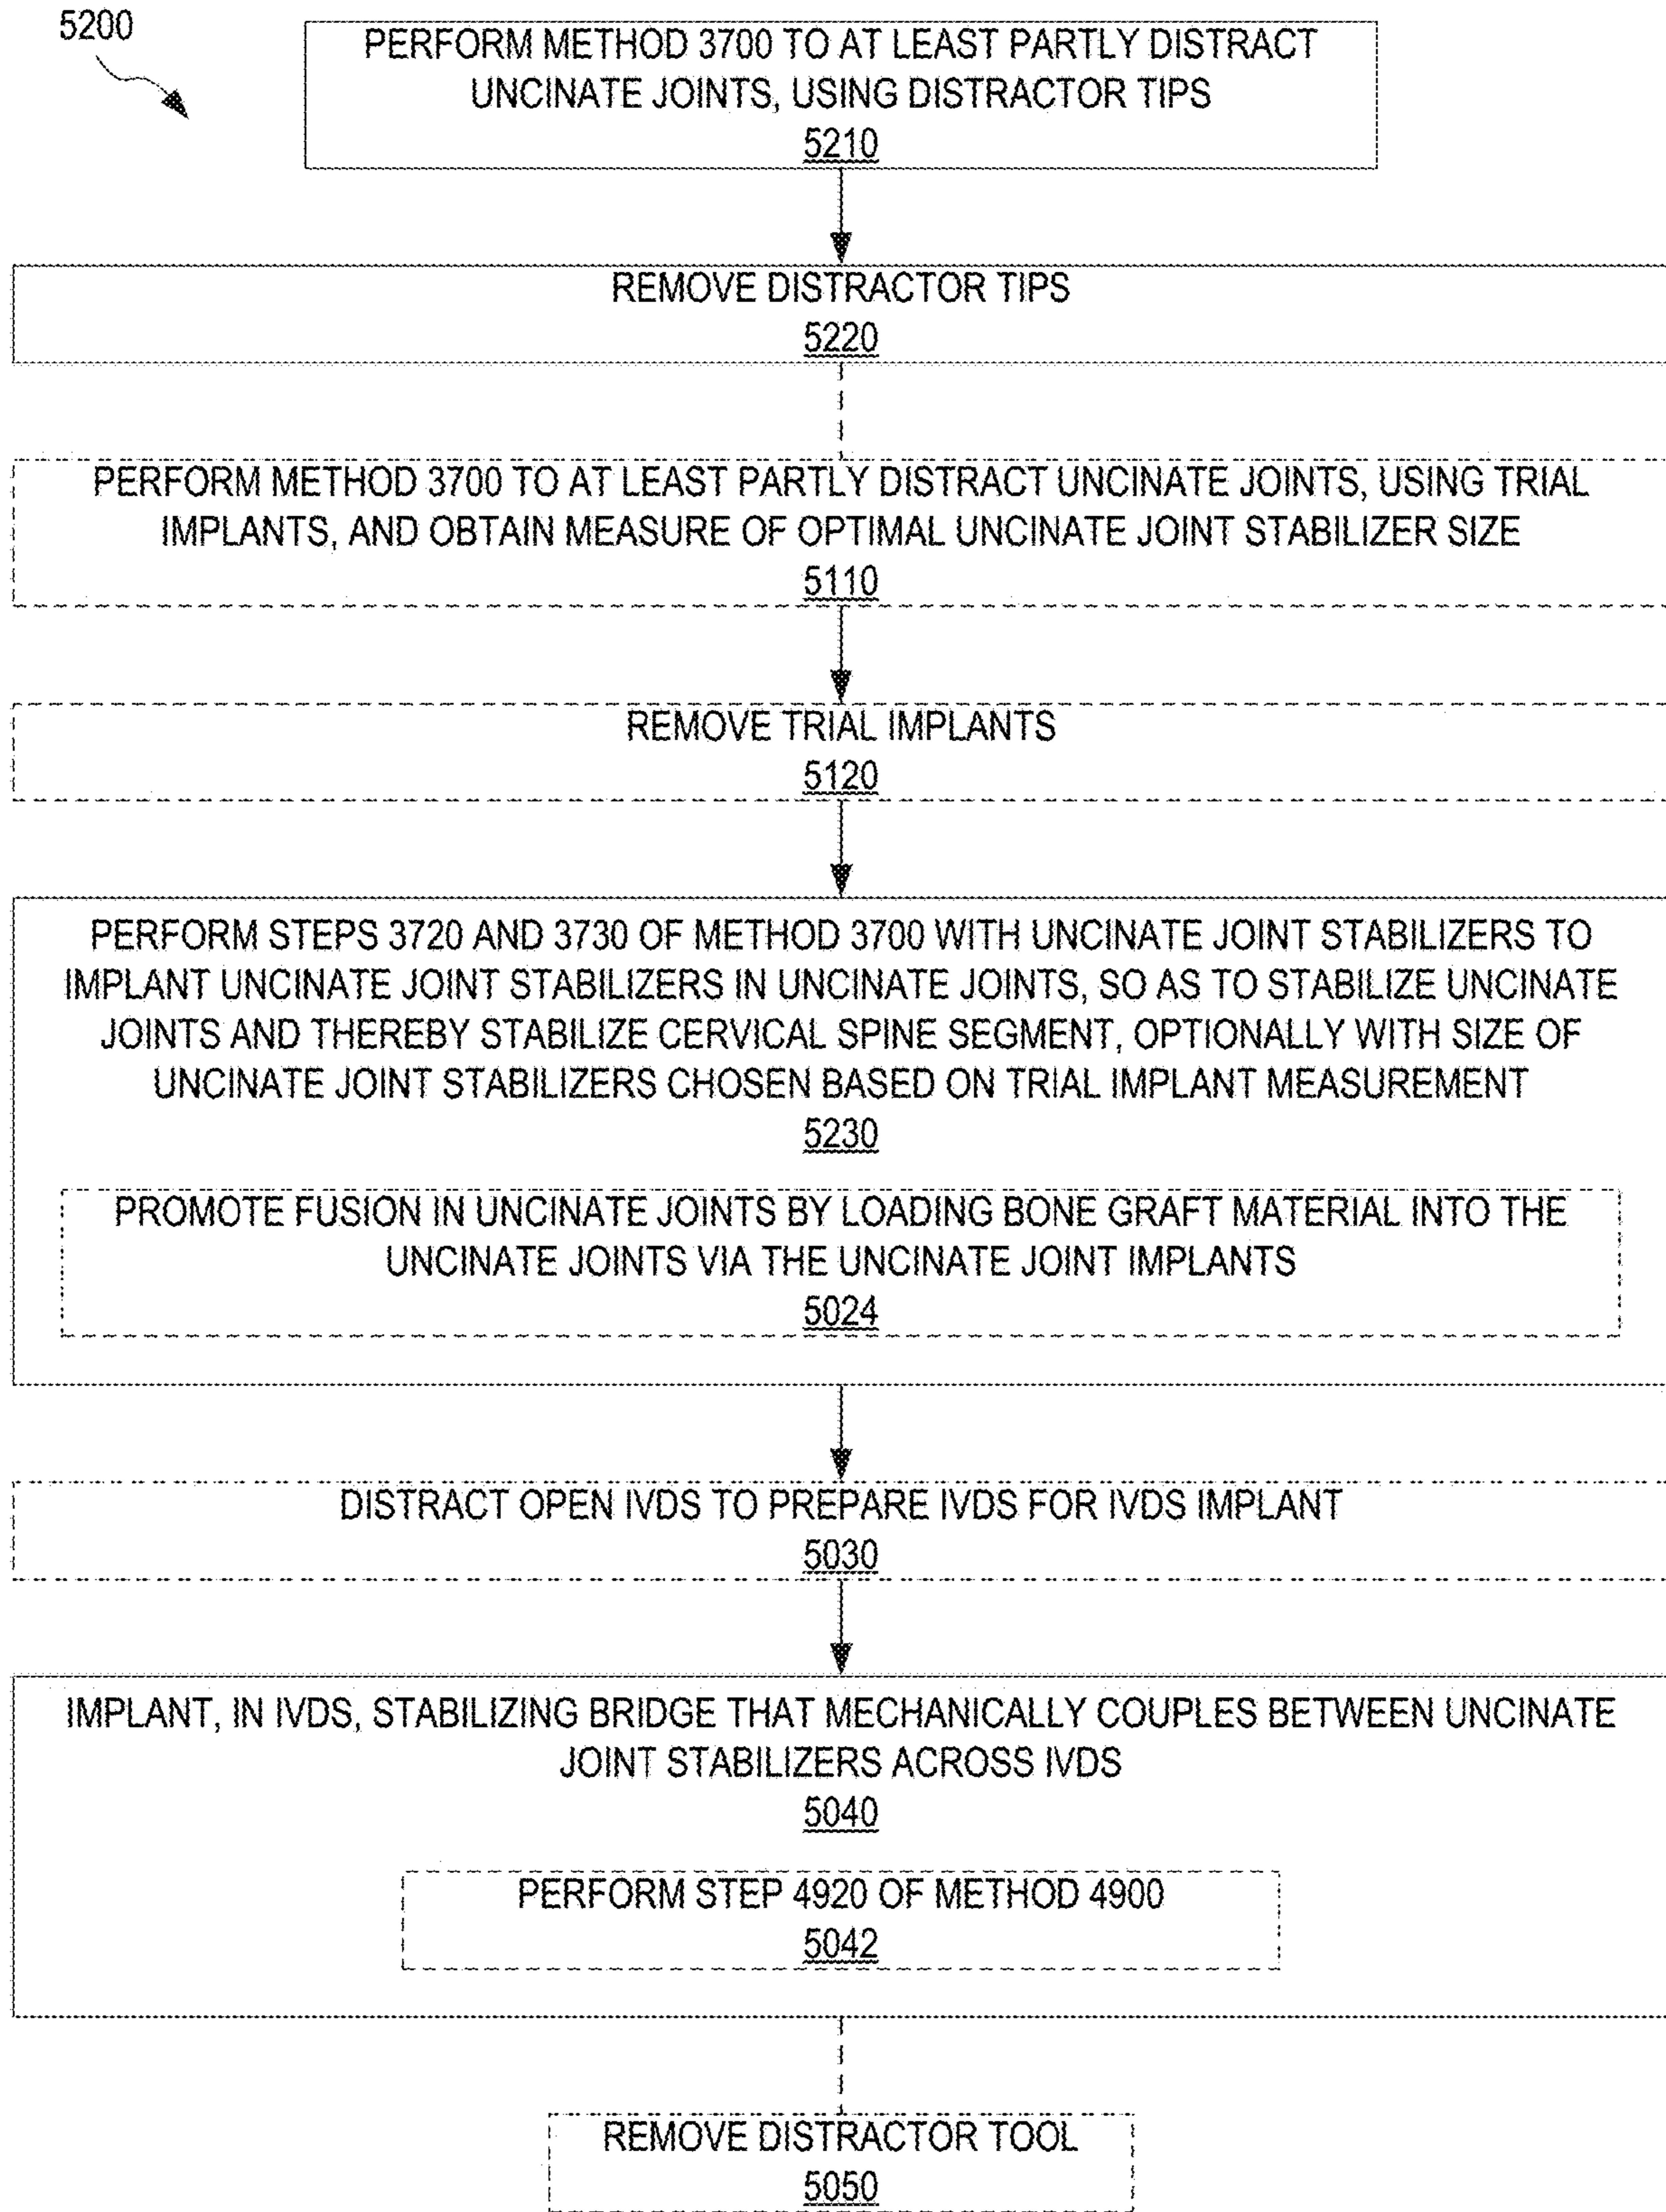 5200
PERFORM METHOD 3700 TO AT LEAST PARTLY DISTRACT
UNCINATE JOINTS, USING DISTRACTOR TIPS
5210
REMOVE DISTRACTOR TIPS
5220
PERFORM METHOD 3700 TO AT LEAST PARTLY DISTRACT UNCINATE JOINTS, USING TRIAL
IMPLANTS, AND OBTAIN MEASURE OF OPTIMAL UNCINATE JOINT STABILIZER SIZE
5110
REMOVE TRIAL IMPLANTS
5120
PERFORM STEPS 3720 AND 3730 OF METHOD 3700 WITH UNCINATE JOINT STABILIZERS TO
IMPLANT UNCINATE JOINT STABILIZERS IN UNCINATE JOINTS, SO AS TO STABILIZE UNCINATE
JOINTS AND THEREBY STABILIZE CERVICAL SPINE SEGMENT, OPTIONALLY WITH SIZE OF
UNCINATE JOINT STABILIZERS CHOSEN BASED ON TRIAL IMPLANT MEASUREMENT
5230
PROMOTE FUSION IN UNCINATE JOINTS BY LOADING BONE GRAFT MATERIAL INTO THE
UNCINATE JOINTS VIA THE UNCINATE JOINT IMPLANTS
5024
DISTRACT OPEN IVDS TO PREPARE IVDS FOR IVDS IMPLANT
5030
IMPLANT, IN IVDS, STABILIZING BRIDGE THAT MECHANICALLY COUPLES BETWEEN UNCINATE
JOINT STABILIZERS ACROSS IVDS
5040
PERFORM STEP 4920 OF METHOD 4900
5042
REMOVE DISTRACTOR TOOL
5050